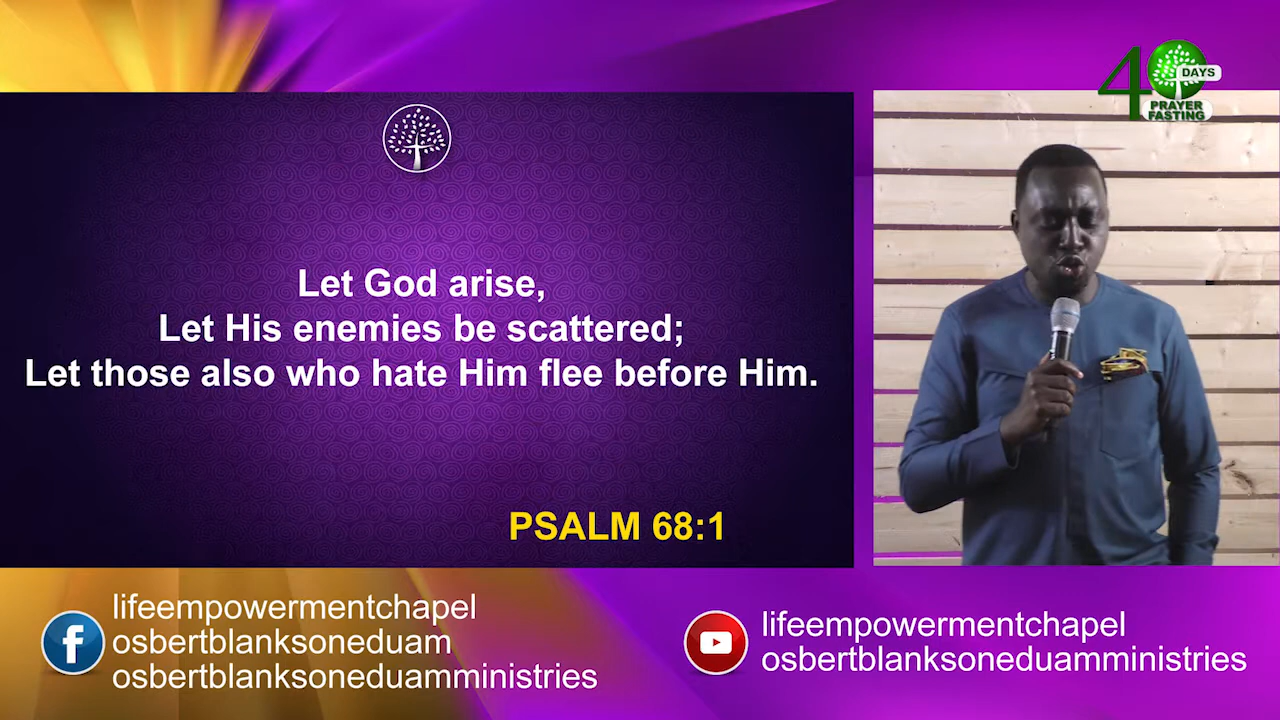 40 DAYS
PRAYER
FASTING
Let God arise,
Let His enemies be scattered;
Let those also who hate Him flee before Him.
PSALM 68:1
lifeempowermentchapel
osbertblanksoneduam
osbertblanksoneduamministries
lifeempowermentchapel
osbertblanksoneduamministries